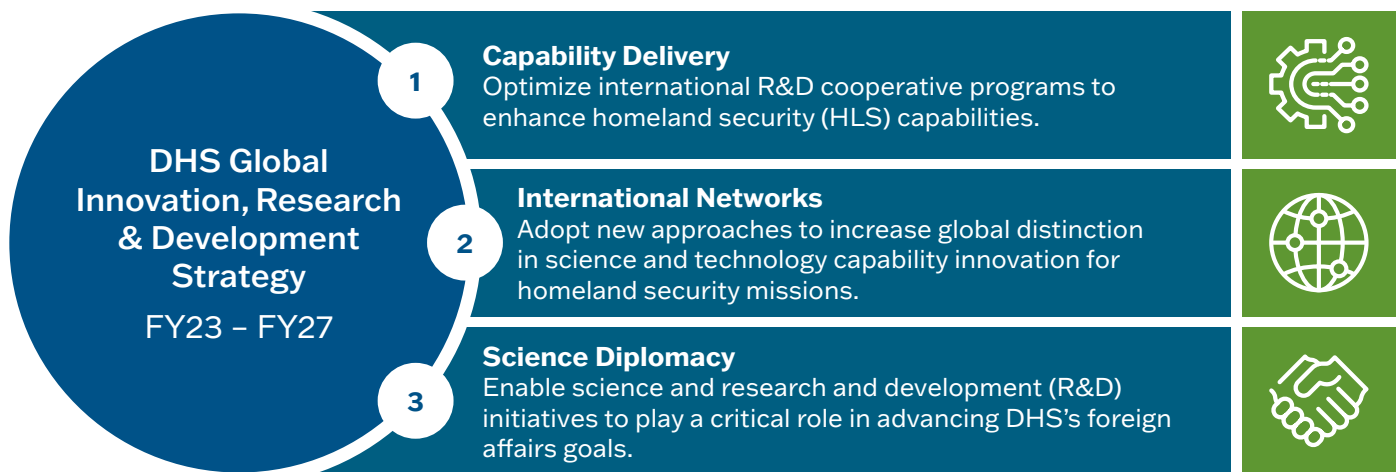 DHS Global
Innovation, Research
& Development
Strategy
FY23 – FY27
1
Capability Delivery
Optimize international R&D cooperative programs to
enhance homeland security (HLS) capabilities.
2
International Networks
Adopt new approaches to increase global distinction
in science and technology capability innovation for
homeland security missions.
3
Science Diplomacy
Enable science and research and development (R&D)
initiatives to play a critical role in advancing DHS’s foreign
affairs goals.